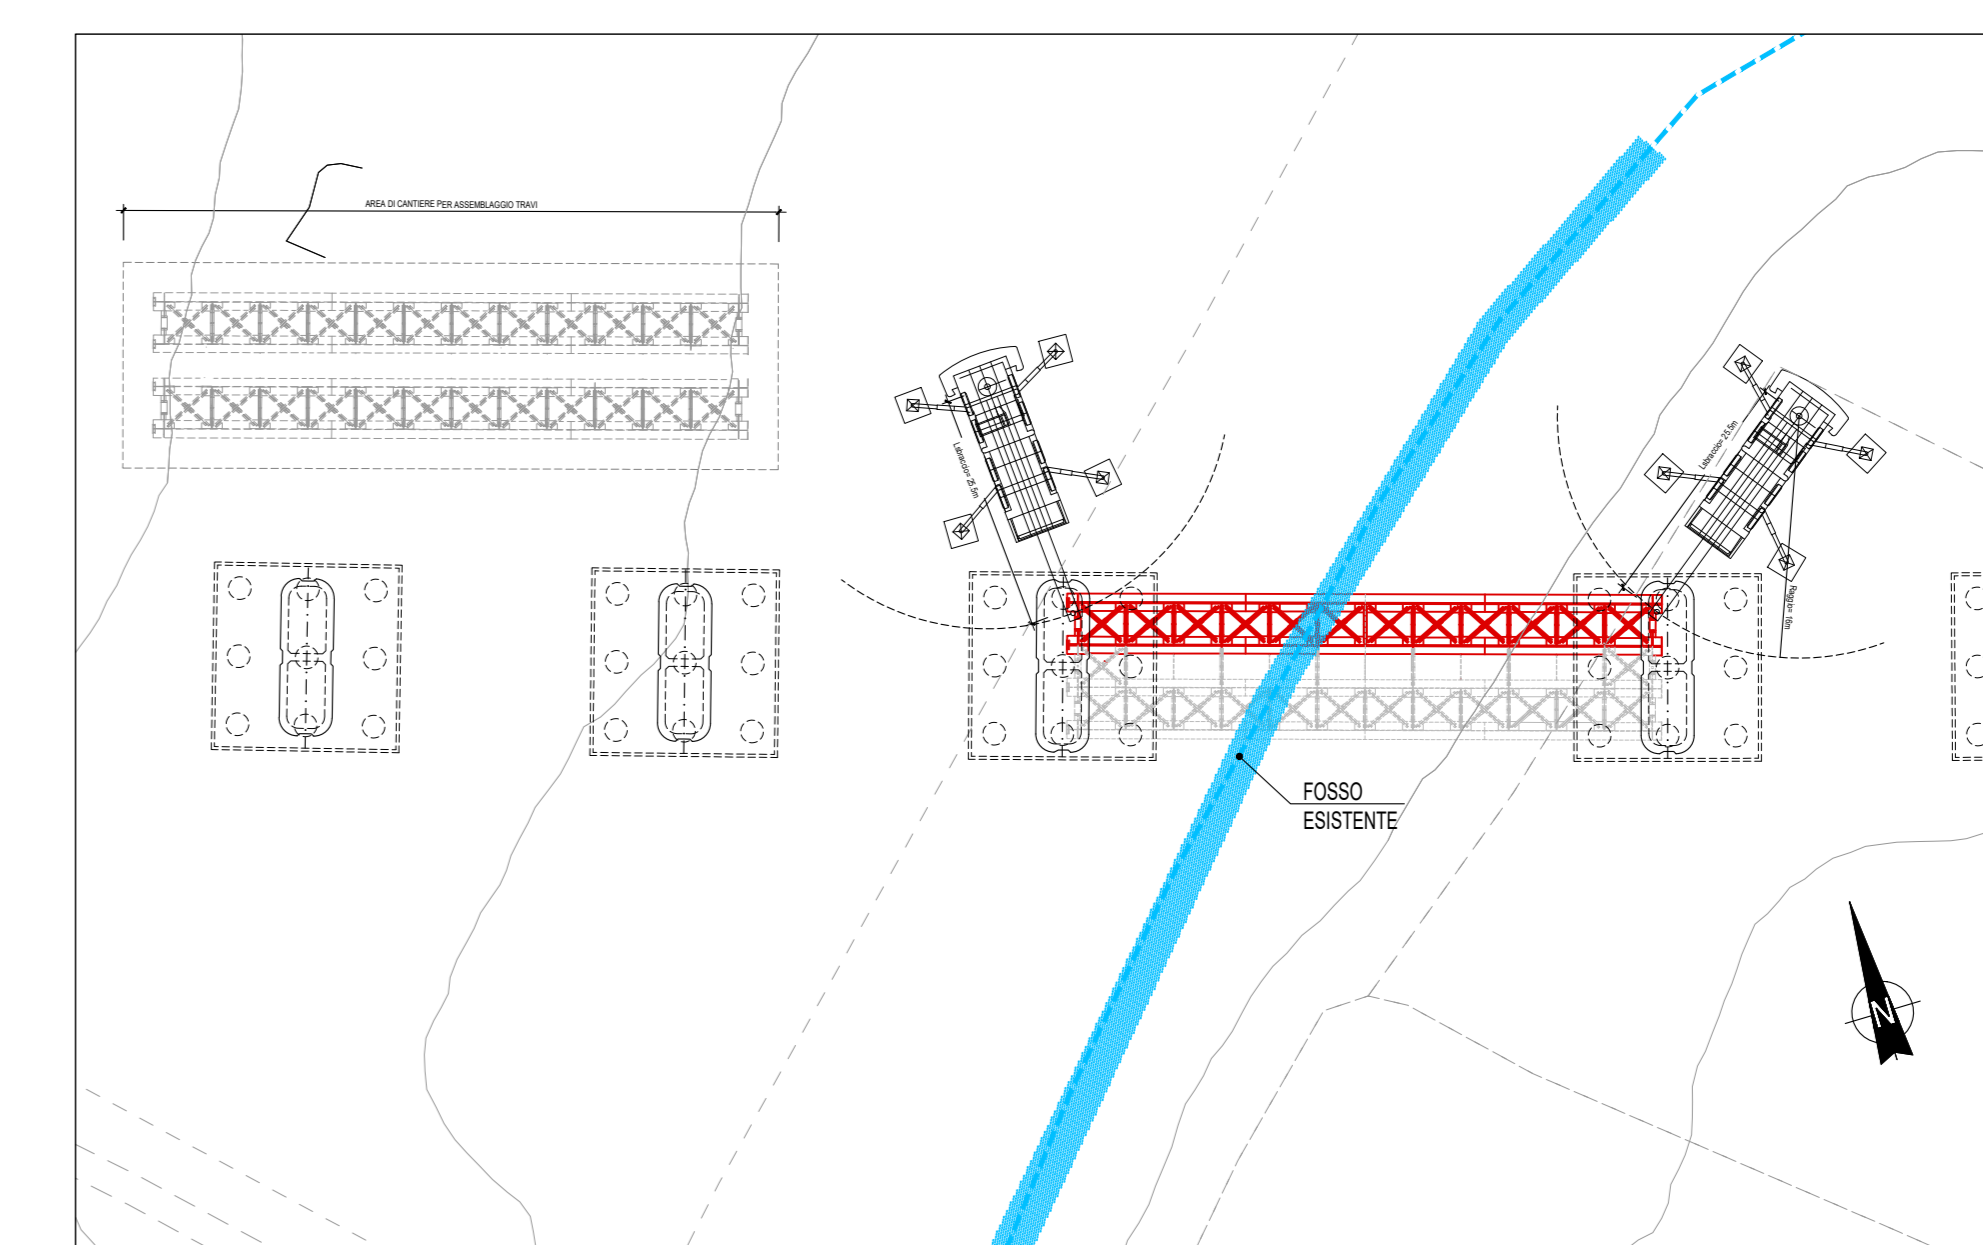 AREA DI CANTIERE PER ASSEMBLAGGIO TRAVI
Lsbraccio= 25.5m
Lsbraccio= 25.5m
Raggio= 16m
FOSSO
ESISTENTE
N